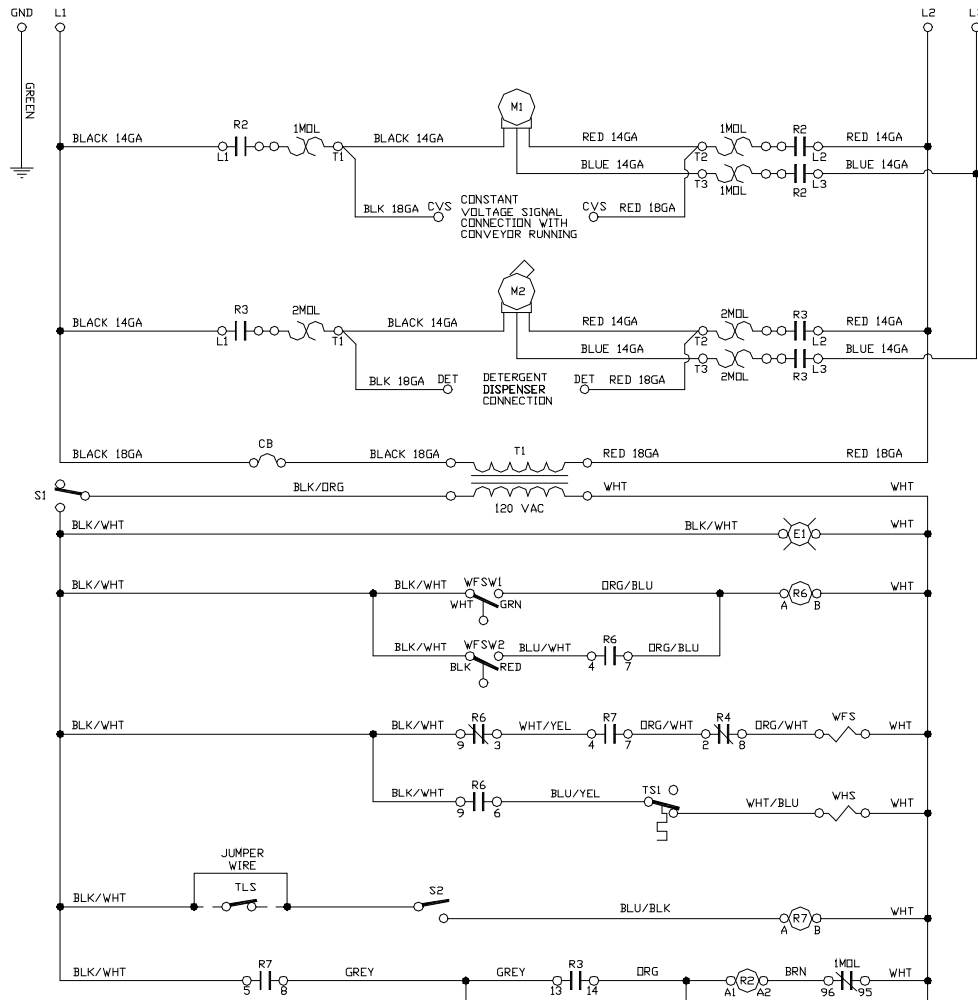 GND L1 L2 L
GREEN
M1
BLACK 14GA R2 1MOL BLACK 14GA RED 14GA 1MOL R2 RED 14GA
L1 T1 T2 L2
BLUE 14GA BLUE 14GA
T3 1MOL R2 L3
BLK 18GA CVS CONSTANT CVS RED 18GA
VOLTAGE SIGNAL
CONNECTION WITH
CONVEYOR RUNNING
M2
BLACK 14GA R3 2MOL BLACK 14GA RED 14GA 2MOL R3 RED 14GA
L1 T1 T2 L2
BLUE 14GA BLUE 14GA
T3 2MOL R3 L3
BLK 18GA DET DETERGENT DET RED 18GA
DISPENSER
CONNECTION
BLACK 18GA CB BLACK 18GA T1 RED 18GA RED 18GA
S1 BLK/ORG WHT WHT
120 VAC
BLK/WHT BLK/WHT E1 WHT
BLK/WHT BLK/WHT WFSW1 ORG/BLU R6 WHT
WHT GRN A B
BLK/WHT WFSW2 BLU/WHT R6 ORG/BLU
BLK RED 4 7
BLK/WHT BLK/WHT R6 WHT/YEL R7 ORG/WHT R4 ORG/WHT WFS WHT
9 3 4 7 2 8
BLK/WHT R6 BLU/YEL TS1 WHT/BLU WHS WHT
9 6
JUMPER
WIRE
BLK/WHT TLS S2 BLU/BLK R7 WHT
A B
BLK/WHT R7 GREY GREY R3 ORG R2 BRN 1MOL WHT
5 8 13 14 A1 A2 96 95